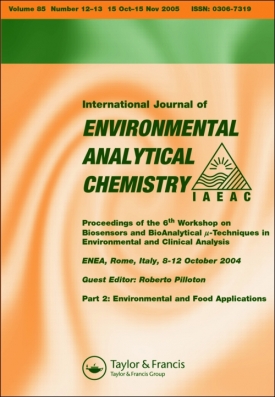 Volume 85 Number 12-13 15 Oct-15 Nov 2005 ISSN: 0306-7319
International Journal of
ENVIRONMENTAL
ANALYTICAL
CHEMISTRY
IAEAC
Proceedings of the 6th Workshop on
Biosensors and BioAnalytical μ-Techniques in
Environmental and Clinical Analysis
ENEA, Rome, Italy, 8-12 October 2004
Guest Editor: Roberto Pilloton
Part 2: Environmental and Food Applications
Taylor & Francis
Taylor & Francis Group